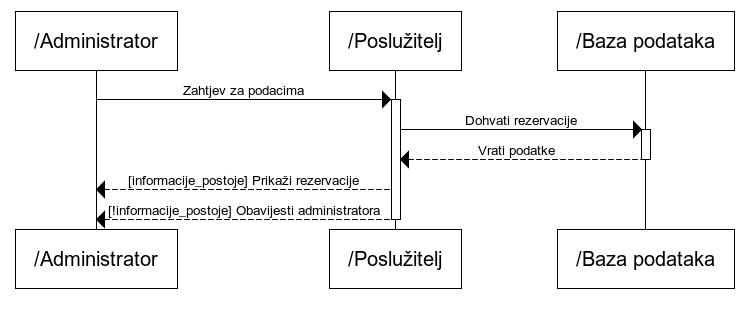 /Administrator
/Poslužitelj
/Baza podataka
Zahtjev za podacima
Dohvati rezervacije
Vrati podatke
[informacije_postoje] Prikaži rezervacije
[!informacije_postoje] Obavijesti administratora
/Administrator
/Poslužitelj
/Baza podataka